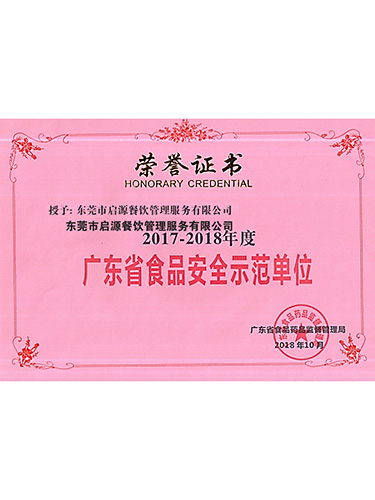 荣誉证书
HONORARY CREDENTIAL
授予: 东莞市启源餐饮管理服务有限公司
东莞市启源餐饮管理服务有限公司
2017-2018年度
广东省食品安全示范单位
广东省食品药品监督管理局
2018年10月